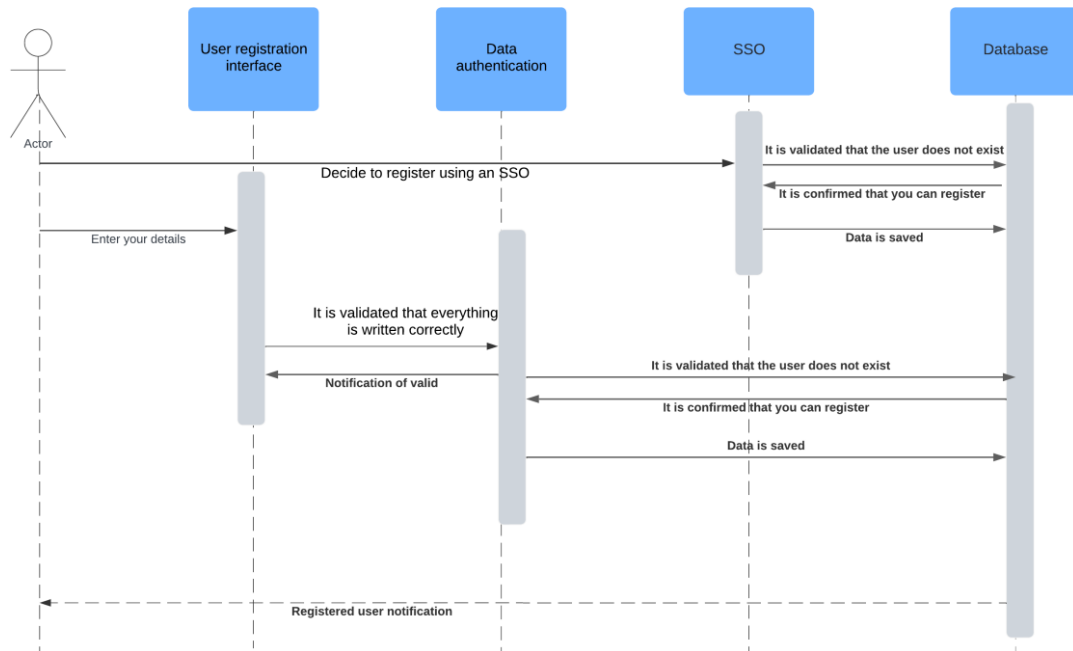 User registration
interface
Data
authentication
SSO
Database
Actor
It is validated that the user does not exist
Decide to register using an SSO
It is confirmed that you can register
Enter your details
Data is saved
It is validated that everything
is written correctly
It is validated that the user does not exist
Notification of valid
It is confirmed that you can register
Data is saved
Registered user notification